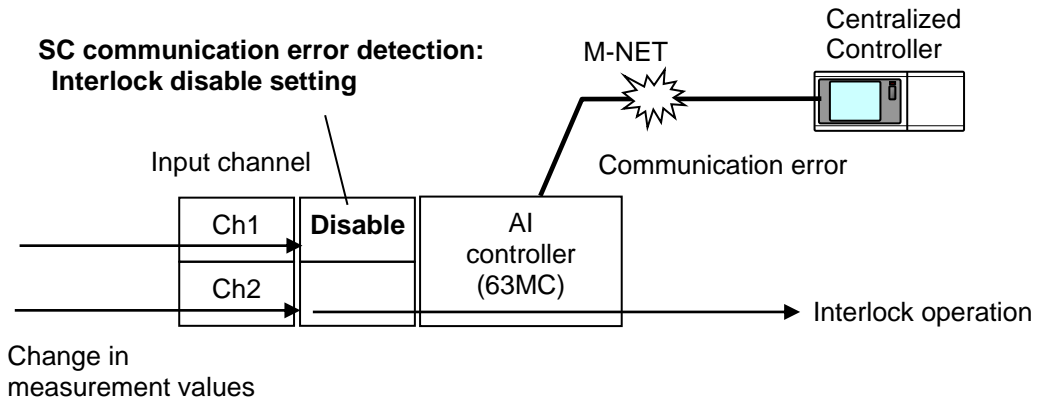 SC communication error detection:
Interlock disable setting
M-NET
Centralized
Controller
Input channel
Communication error
Ch1
Disable
AI
controller
(63MC)
Ch2
Interlock operation
Change in
measurement values